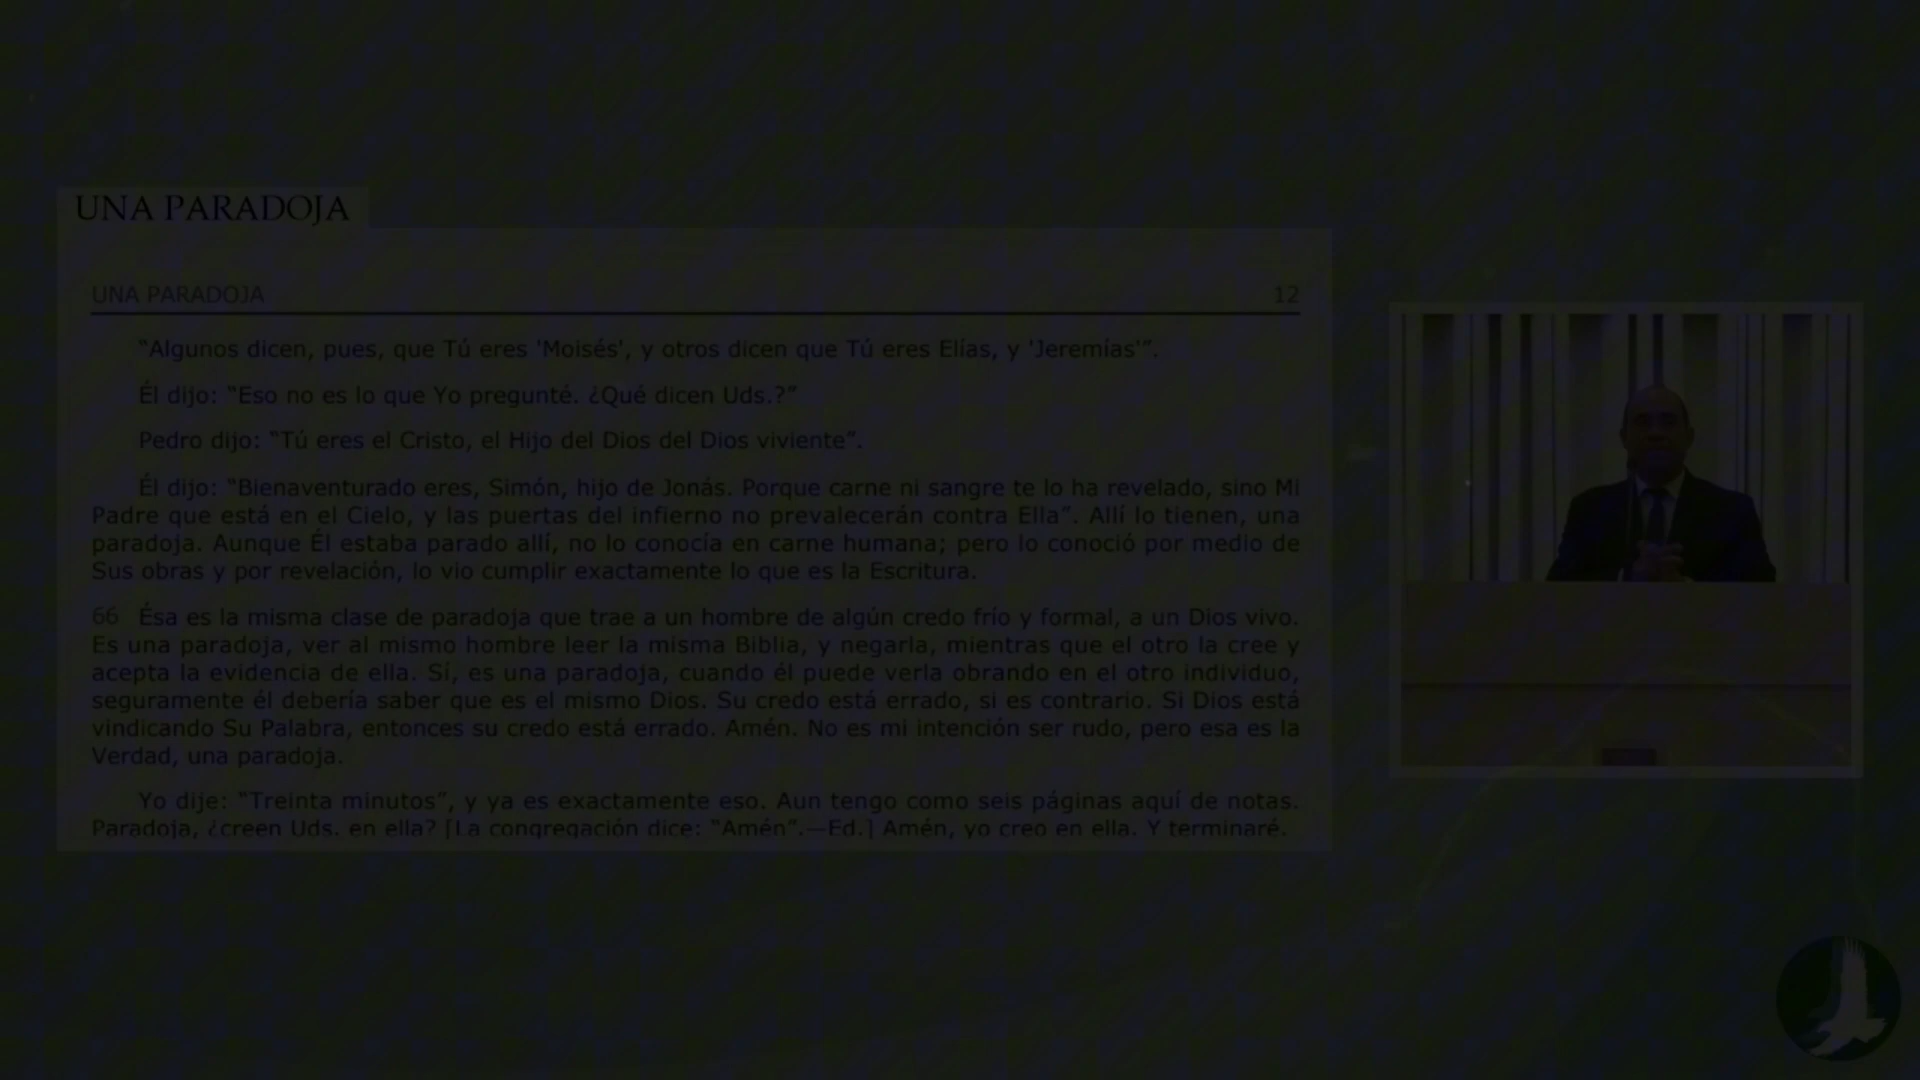 UNA PARADOJA
UNA PARADOJA 12
“Algunos dicen, pues, que Tú eres 'Moisés', y otros dicen que Tú eres Elías, y 'Jeremías'”.
Él dijo: “Eso no es lo que Yo pregunté. ¿Qué dicen Uds.?”
Pedro dijo: “Tú eres el Cristo, el Hijo del Dios del Dios viviente”.
Él dijo: “Bienaventurado eres, Simón, hijo de Jonás. Porque carne ni sangre te lo ha revelado, sino Mi
Padre que está en el Cielo, y las puertas del infierno no prevalecerán contra Ella”. Allí lo tienen, una
paradoja. Aunque Él estaba parado allí, no lo conocía en carne humana; pero lo conoció por medio de
Sus obras y por revelación, lo vio cumplir exactamente lo que es la Escritura.
66 Ésa es la misma clase de paradoja que trae a un hombre de algún credo frío y formal, a un Dios vivo.
Es una paradoja, ver al mismo hombre leer la misma Biblia, y negarla, mientras que el otro la cree y
acepta la evidencia de ella. Sí, es una paradoja, cuando él puede verla obrando en el otro individuo,
seguramente él debería saber que es el mismo Dios. Su credo está errado, si es contrario. Si Dios está
vindicando Su Palabra, entonces su credo está errado. Amén. No es mi intención ser rudo, pero esa es la
Verdad, una paradoja.
Yo dije: “Treinta minutos”, y ya es exactamente eso. Aun tengo como seis páginas aquí de notas.
Paradoja, ¿creen Uds. en ella? [La congregación dice: “Amén”.—Ed.] Amén, yo creo en ella. Y terminaré.